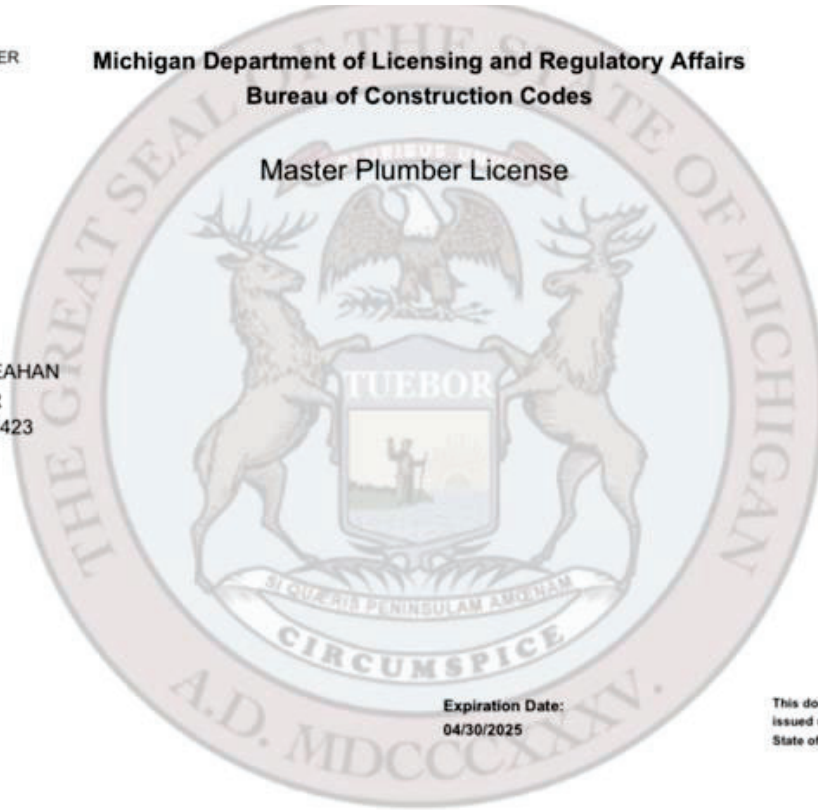 ER
Michigan Department of Licensing and Regulatory Affairs
Bureau of Construction Codes
Master Plumber License
THE GREAT SEAL OF THE STATE OF MICHIGAN
TUEBOR
EAHAN
423
SI QUÆRIS PENINSULAM AMŒNAM
CIRCUMSPICE
A.D. MDCCCXXXV.
Expiration Date:
04/30/2025
This do
issued
State of